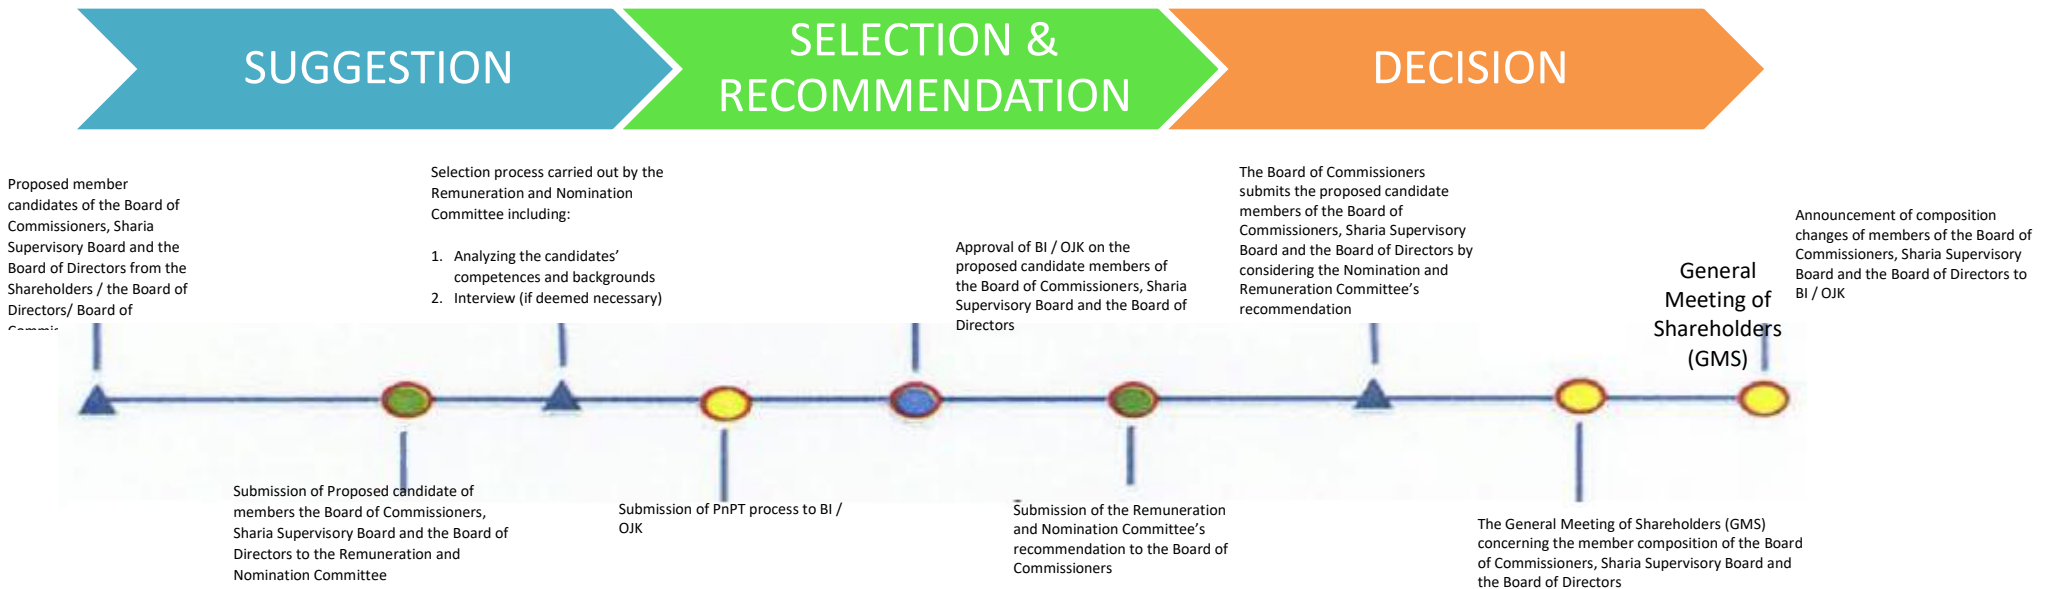 SUGGESTION
SELECTION &
RECOMMENDATION
DECISION
Proposed member
candidates of the Board of
Commissioners, Sharia
Supervisory Board and the
Board of Directors from the
Shareholders / the Board of
Directors/ Board of
Selection process carried out by the
Remuneration and Nomination
Committee including:
1. Analyzing the candidates’
competences and backgrounds
2. Interview (if deemed necessary)
Approval of BI / OJK on the
proposed candidate members of
the Board of Commissioners, Sharia
Supervisory Board and the Board of
Directors
The Board of Commissioners
submits the proposed candidate
members of the Board of
Commissioners, Sharia Supervisory
Board and the Board of Directors by
considering the Nomination and
Remuneration Committee’s
recommendation
General
Meeting of
Shareholders
(GMS)
Announcement of composition
changes of members of the Board of
Commissioners, Sharia Supervisory
Board and the Board of Directors to
BI / OJK
Submission of Proposed candidate of
members the Board of Commissioners,
Sharia Supervisory Board and the Board of
Directors to the Remuneration and
Nomination Committee
Submission of PnPT process to BI /
OJK
Submission of the Remuneration
and Nomination Committee’s
recommendation to the Board of
Commissioners
The General Meeting of Shareholders (GMS)
concerning the member composition of the Board
of Commissioners, Sharia Supervisory Board and
the Board of Directors